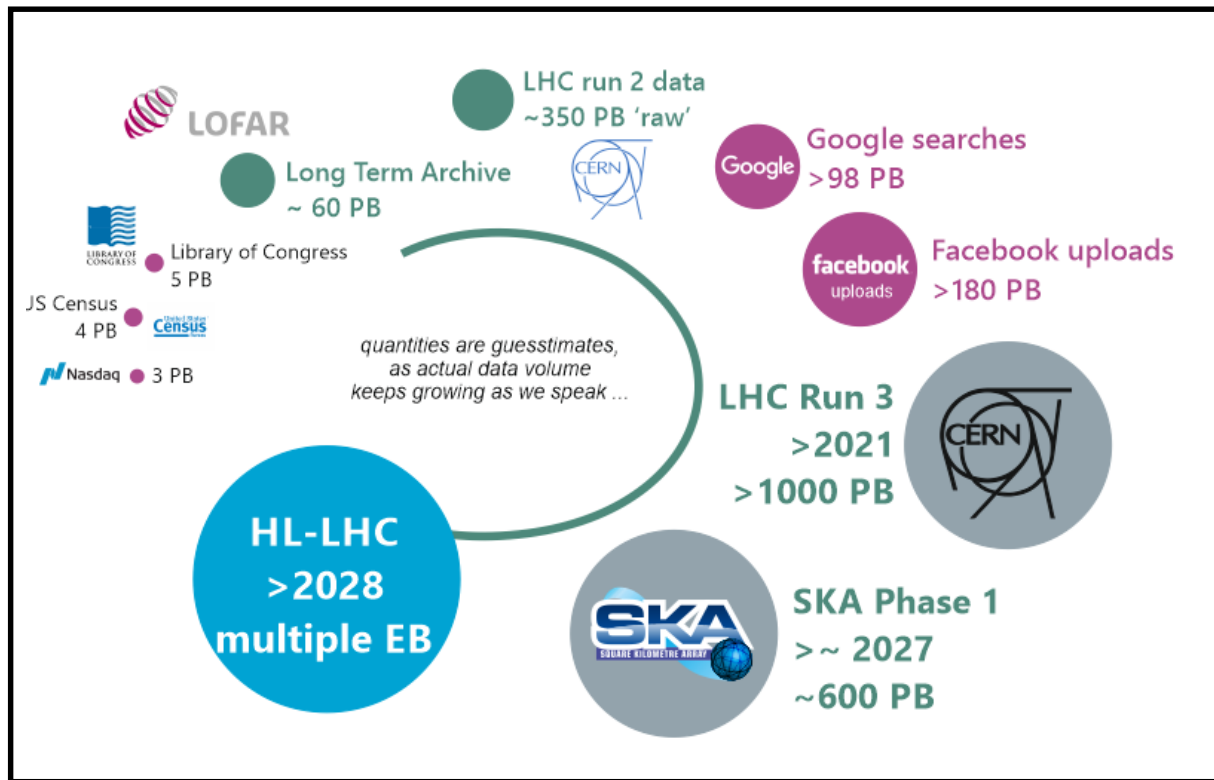 LOFAR
Long Term Archive
~ 60 PB
LHC run 2 data
~350 PB 'raw'
CERN
Google
Google searches
>98 PB
facebook
uploads
Facebook uploads
>180 PB
LIBRARY OF
CONGRESS
Library of Congress
5 PB
US Census
4 PB
United States
Census
Nasdaq
3 PB
quantities are guesstimates,
as actual data volume
keeps growing as we speak ...
LHC Run 3
>2021
>1000 PB
CERN
HL-LHC
>2028
multiple EB
SKA
SQUARE KILOMETRE ARRAY
SKA Phase 1
>~ 2027
~600 PB